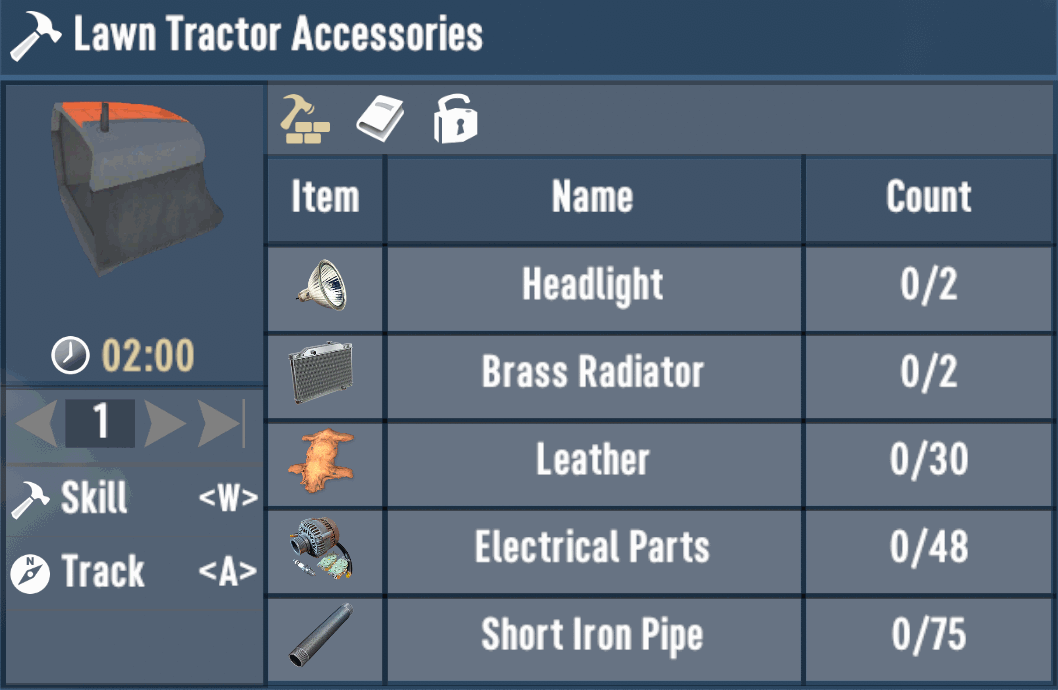 Lawn Tractor Accessories
Item Name Count
Headlight 0/2
Brass Radiator 0/2
Leather 0/30
Electrical Parts 0/48
Short Iron Pipe 0/75
02:00
1
Skill <W>
N
Track <A>